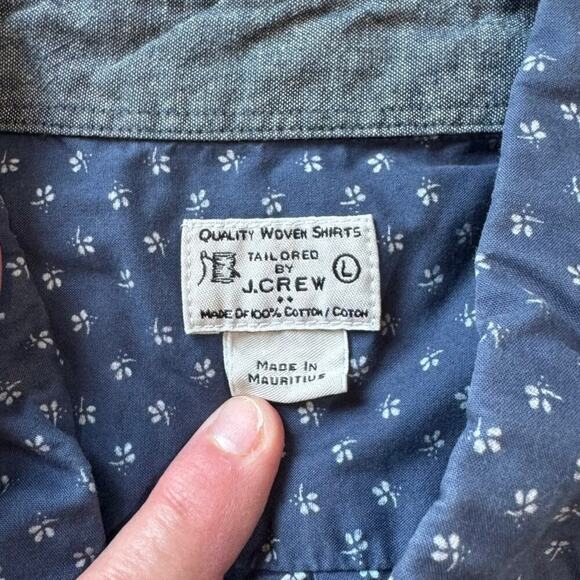 QUALITY WOVEN SHIRTS
TAILORED
BY
L
J.CREW
MADE OF 100% COTTON / COTON
MADE IN
MAURITIUS